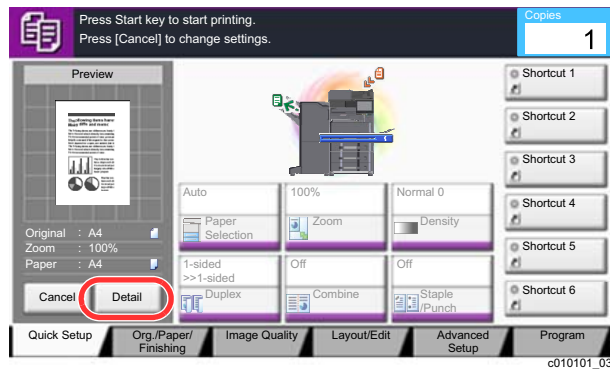 Press Start key to start printing.
Press [Cancel] to change settings.
Copies
1
Preview
Original : A4
Zoom : 100%
Paper : A4
Cancel
Detail
Auto
Paper
Selection
100%
Zoom
Normal 0
Density
1-sided
>>1-sided
Duplex
Off
Combine
Off
Staple
/Punch
Shortcut 1
Shortcut 2
Shortcut 3
Shortcut 4
Shortcut 5
Shortcut 6
Quick Setup
Org./Paper/
Finishing
Image Quality
Layout/Edit
Advanced
Setup
Program
c010101_03